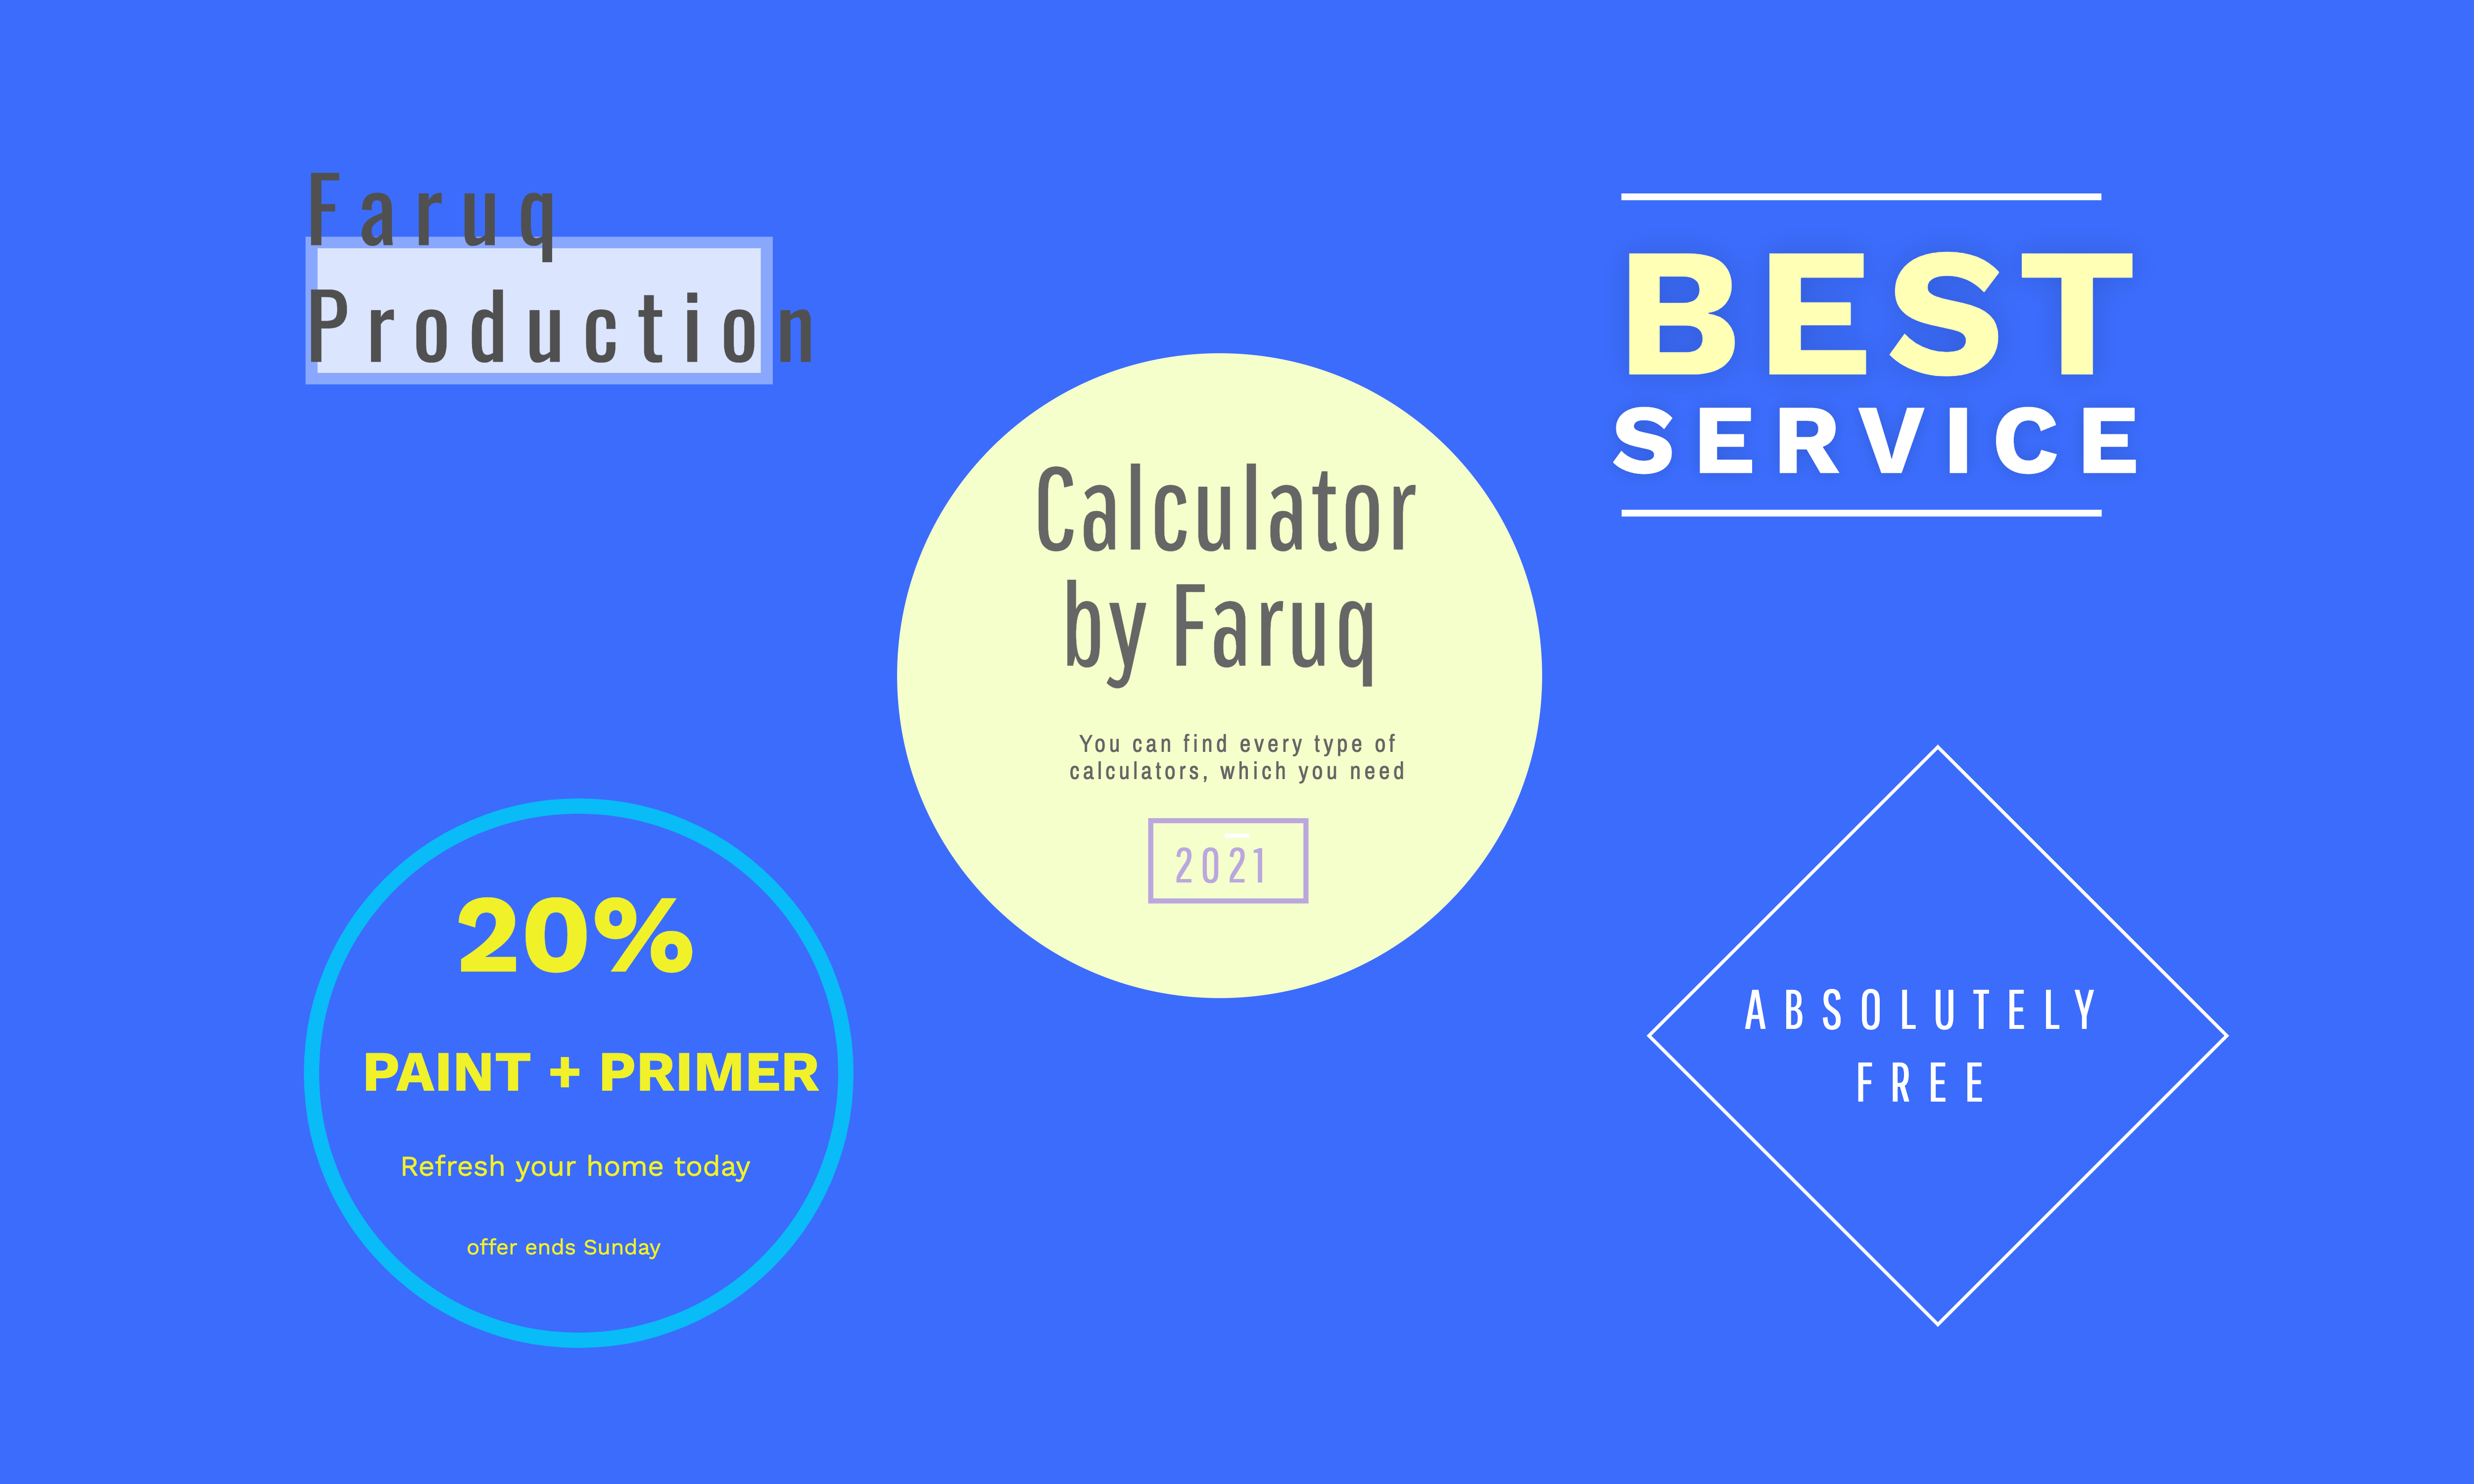 Faruq
Production
BEST
SERVICE
Calculator
by Faruq
You can find every type of
calculators, which you need
2021
20%
PAINT + PRIMER
Refresh your home today
offer ends Sunday
ABSOLUTELY
FREE